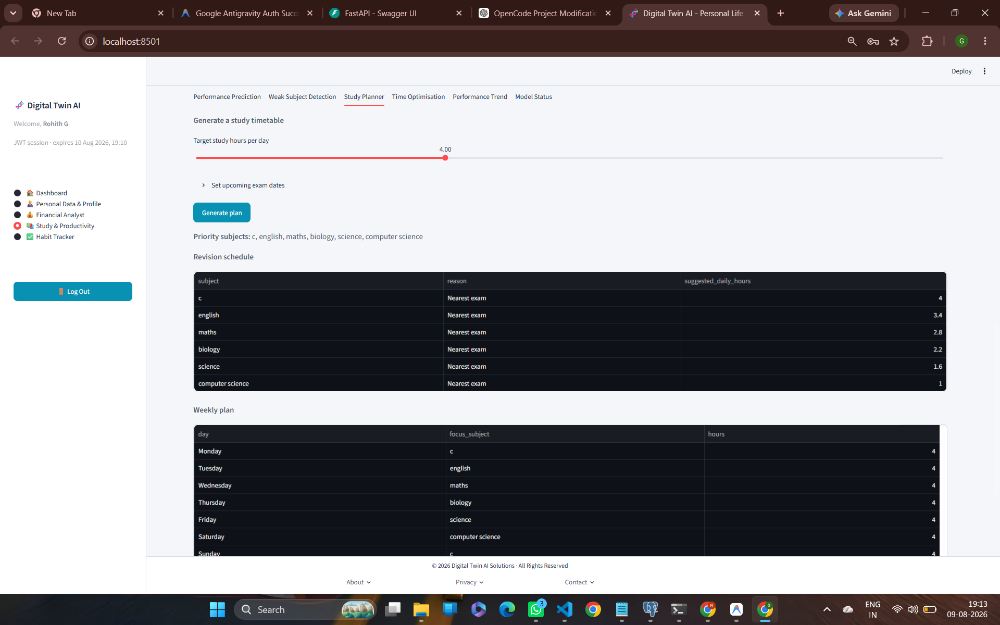 New Tab
Google Antigravity Auth Succ
FastAPI - Swagger UI
OpenCode Project Modificatic
Digital Twin AI - Personal Life
Ask Gemini
localhost:8501
G
Deploy
Digital Twin AI
Welcome, Rohith G
JWT session · expires 10 Aug 2026, 19:10
Dashboard
Personal Data & Profile
Financial Analyst
Study & Productivity
Habit Tracker
Log Out
Performance Prediction Weak Subject Detection Study Planner Time Optimisation Performance Trend Model Status
Generate a study timetable
Target study hours per day
4.00
Set upcoming exam dates
Generate plan
Priority subjects: c, english, maths, biology, science, computer science
Revision schedule
subject reason suggested_daily_hours
c Nearest exam 4
english Nearest exam 3.4
maths Nearest exam 2.8
biology Nearest exam 2.2
science Nearest exam 1.6
computer science Nearest exam 1
Weekly plan
day focus_subject hours
Monday c 4
Tuesday english 4
Wednesday maths 4
Thursday biology 4
Friday science 4
Saturday computer science 4
Sunday c 4
© 2026 Digital Twin AI Solutions · All Rights Reserved
About Privacy Contact
Search
3
R
G
ENG
IN
19:13
09-08-2026